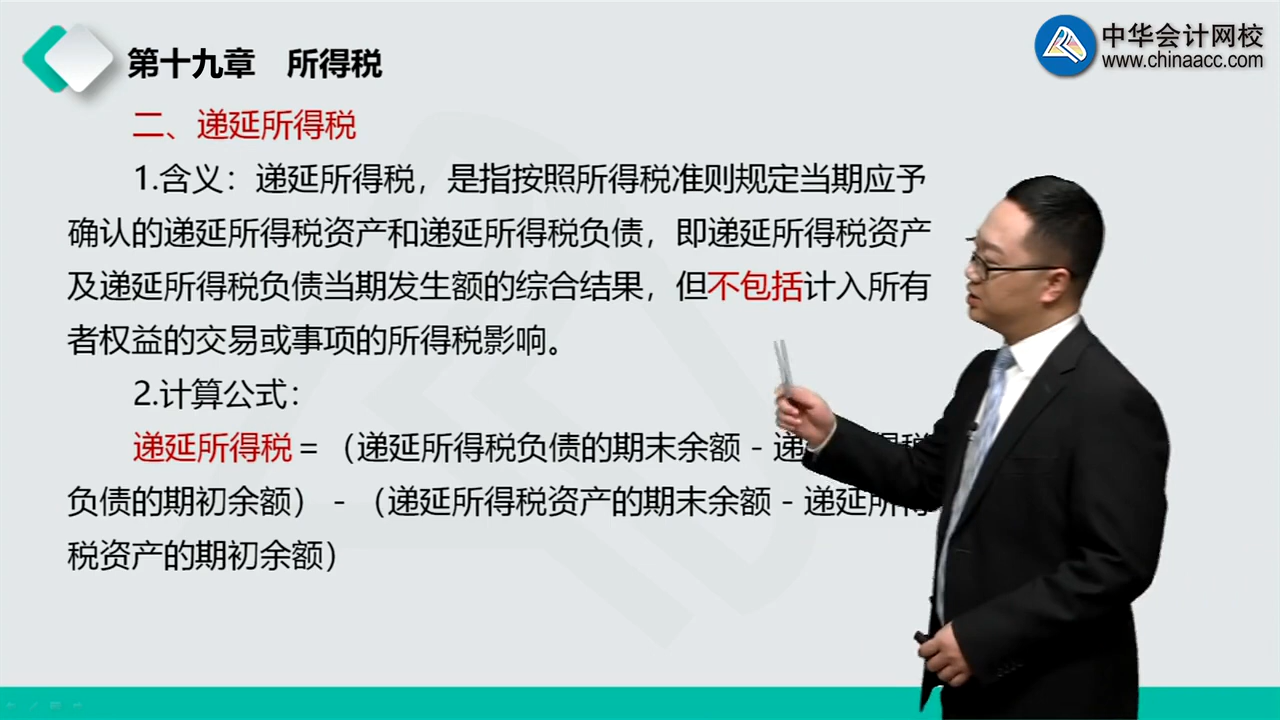 第十九章 所得税
中华会计网校
www.chinaacc.com
二、递延所得税
1.含义：递延所得税，是指按照所得税准则规定当期应予
确认的递延所得税资产和递延所得税负债，即递延所得税资产
及递延所得税负债当期发生额的综合结果，但不包括计入所有
者权益的交易或事项的所得税影响。
2.计算公式：
递延所得税＝（递延所得税负债的期末余额－递 得税
负债的期初余额）－（递延所得税资产的期末余额－递延所得
税资产的期初余额）